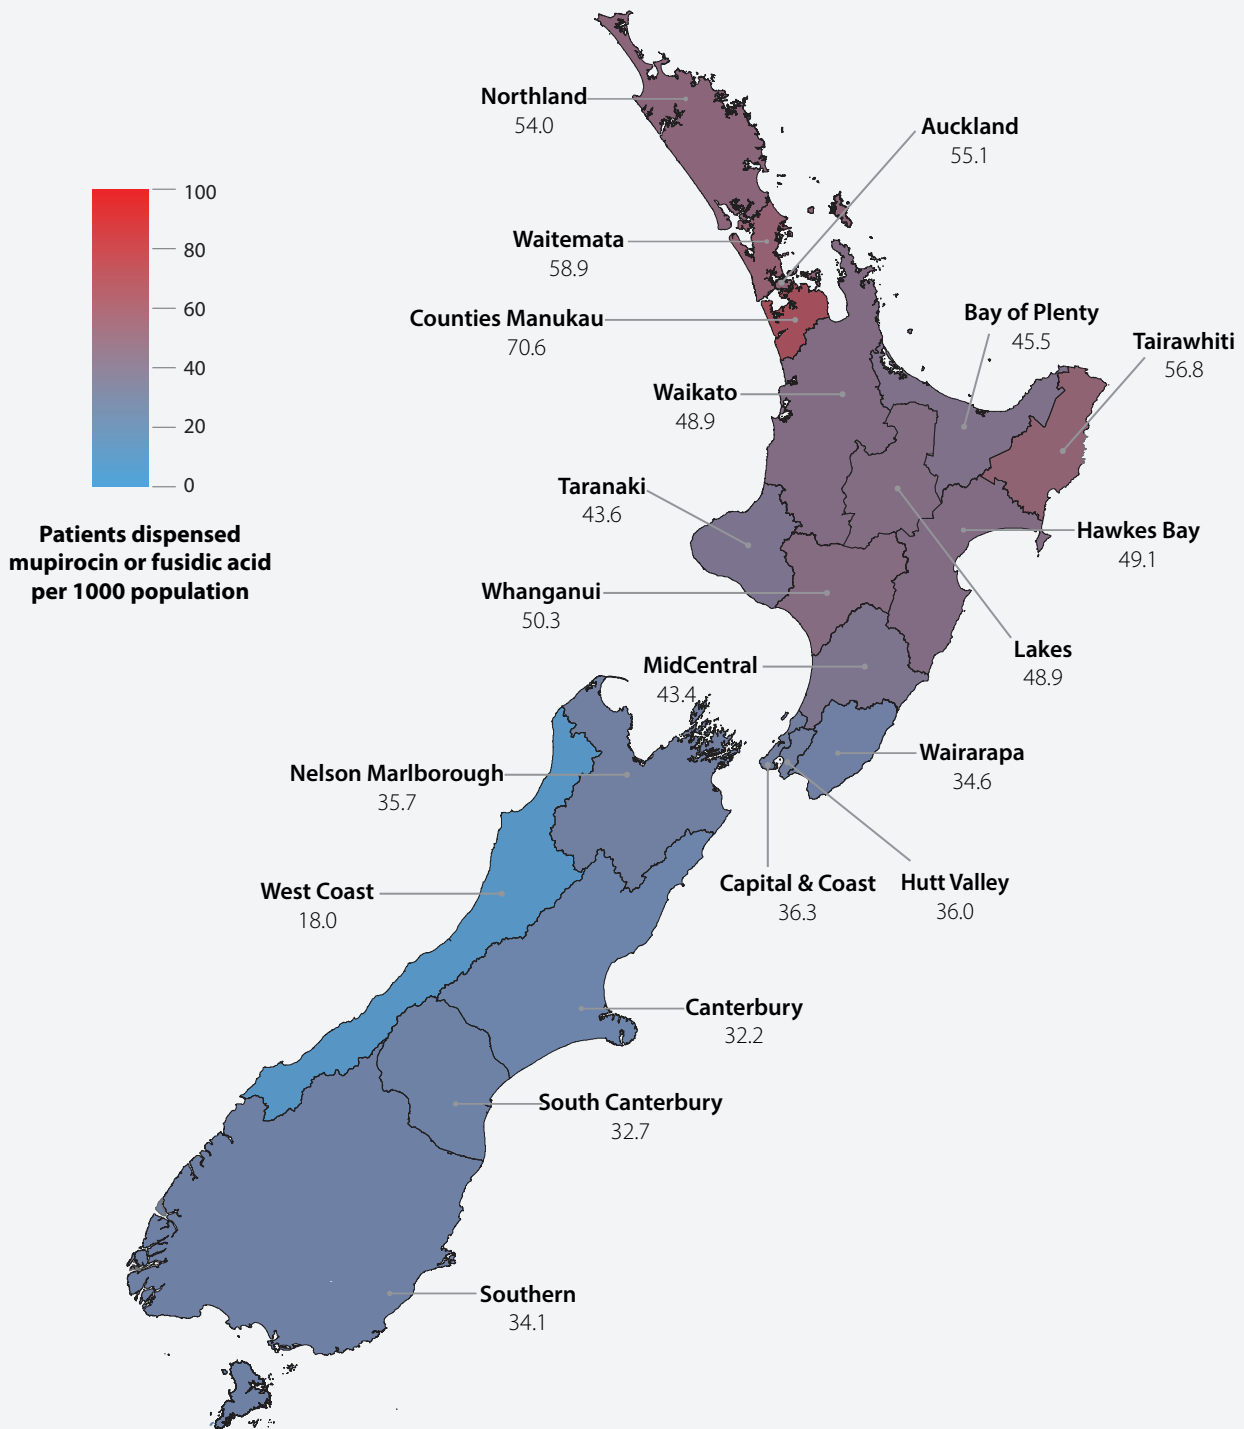 Northland
54.0
Auckland
55.1
100
80
60
40
20
0
Patients dispensed
mupirocin or fusidic acid
per 1000 population
Waitemata
58.9
Counties Manukau
70.6
Bay of Plenty
45.5
Tairawhiti
56.8
Waikato
48.9
Taranaki
43.6
Hawkes Bay
49.1
Whanganui
50.3
Lakes
48.9
MidCentral
43.4
Wairarapa
34.6
Nelson Marlborough
35.7
Capital & Coast
36.3
Hutt Valley
36.0
West Coast
18.0
Canterbury
32.2
South Canterbury
32.7
Southern
34.1